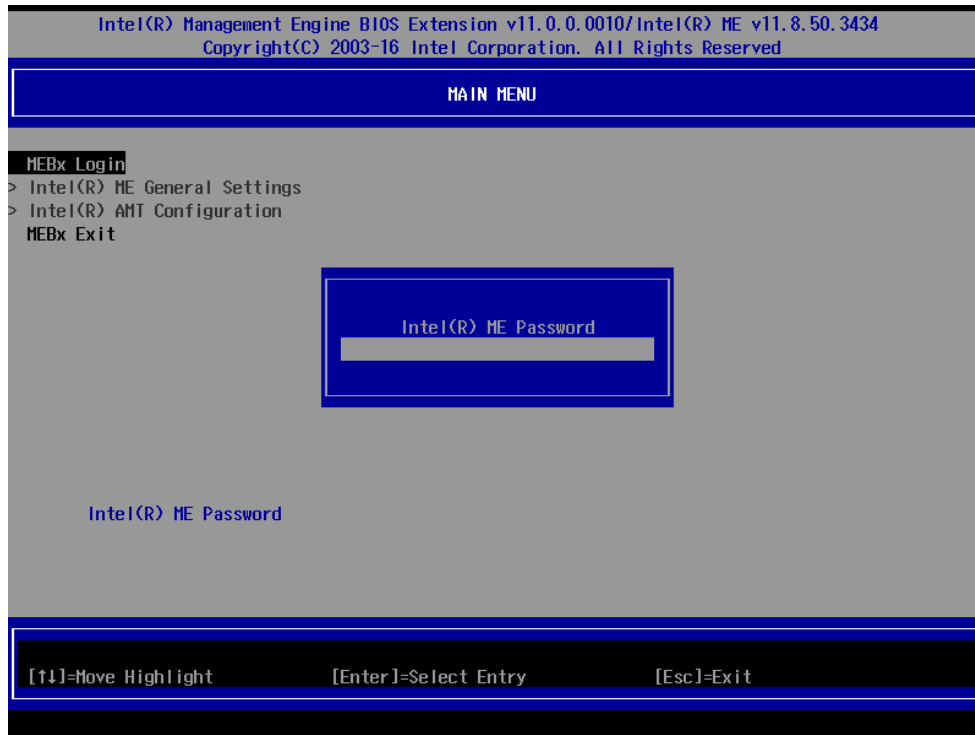 Intel(R) Management Engine BIOS Extension v11.0.0.0010/Intel(R) ME v11.8.50.3434
Copyright(C) 2003-16 Intel Corporation. All Rights Reserved
MAIN MENU
MEBx Login
> Intel(R) ME General Settings
> Intel(R) AMT Configuration
MEBx Exit
Intel(R) ME Password
Intel(R) ME Password
[↑↓]=Move Highlight [Enter]=Select Entry [Esc]=Exit